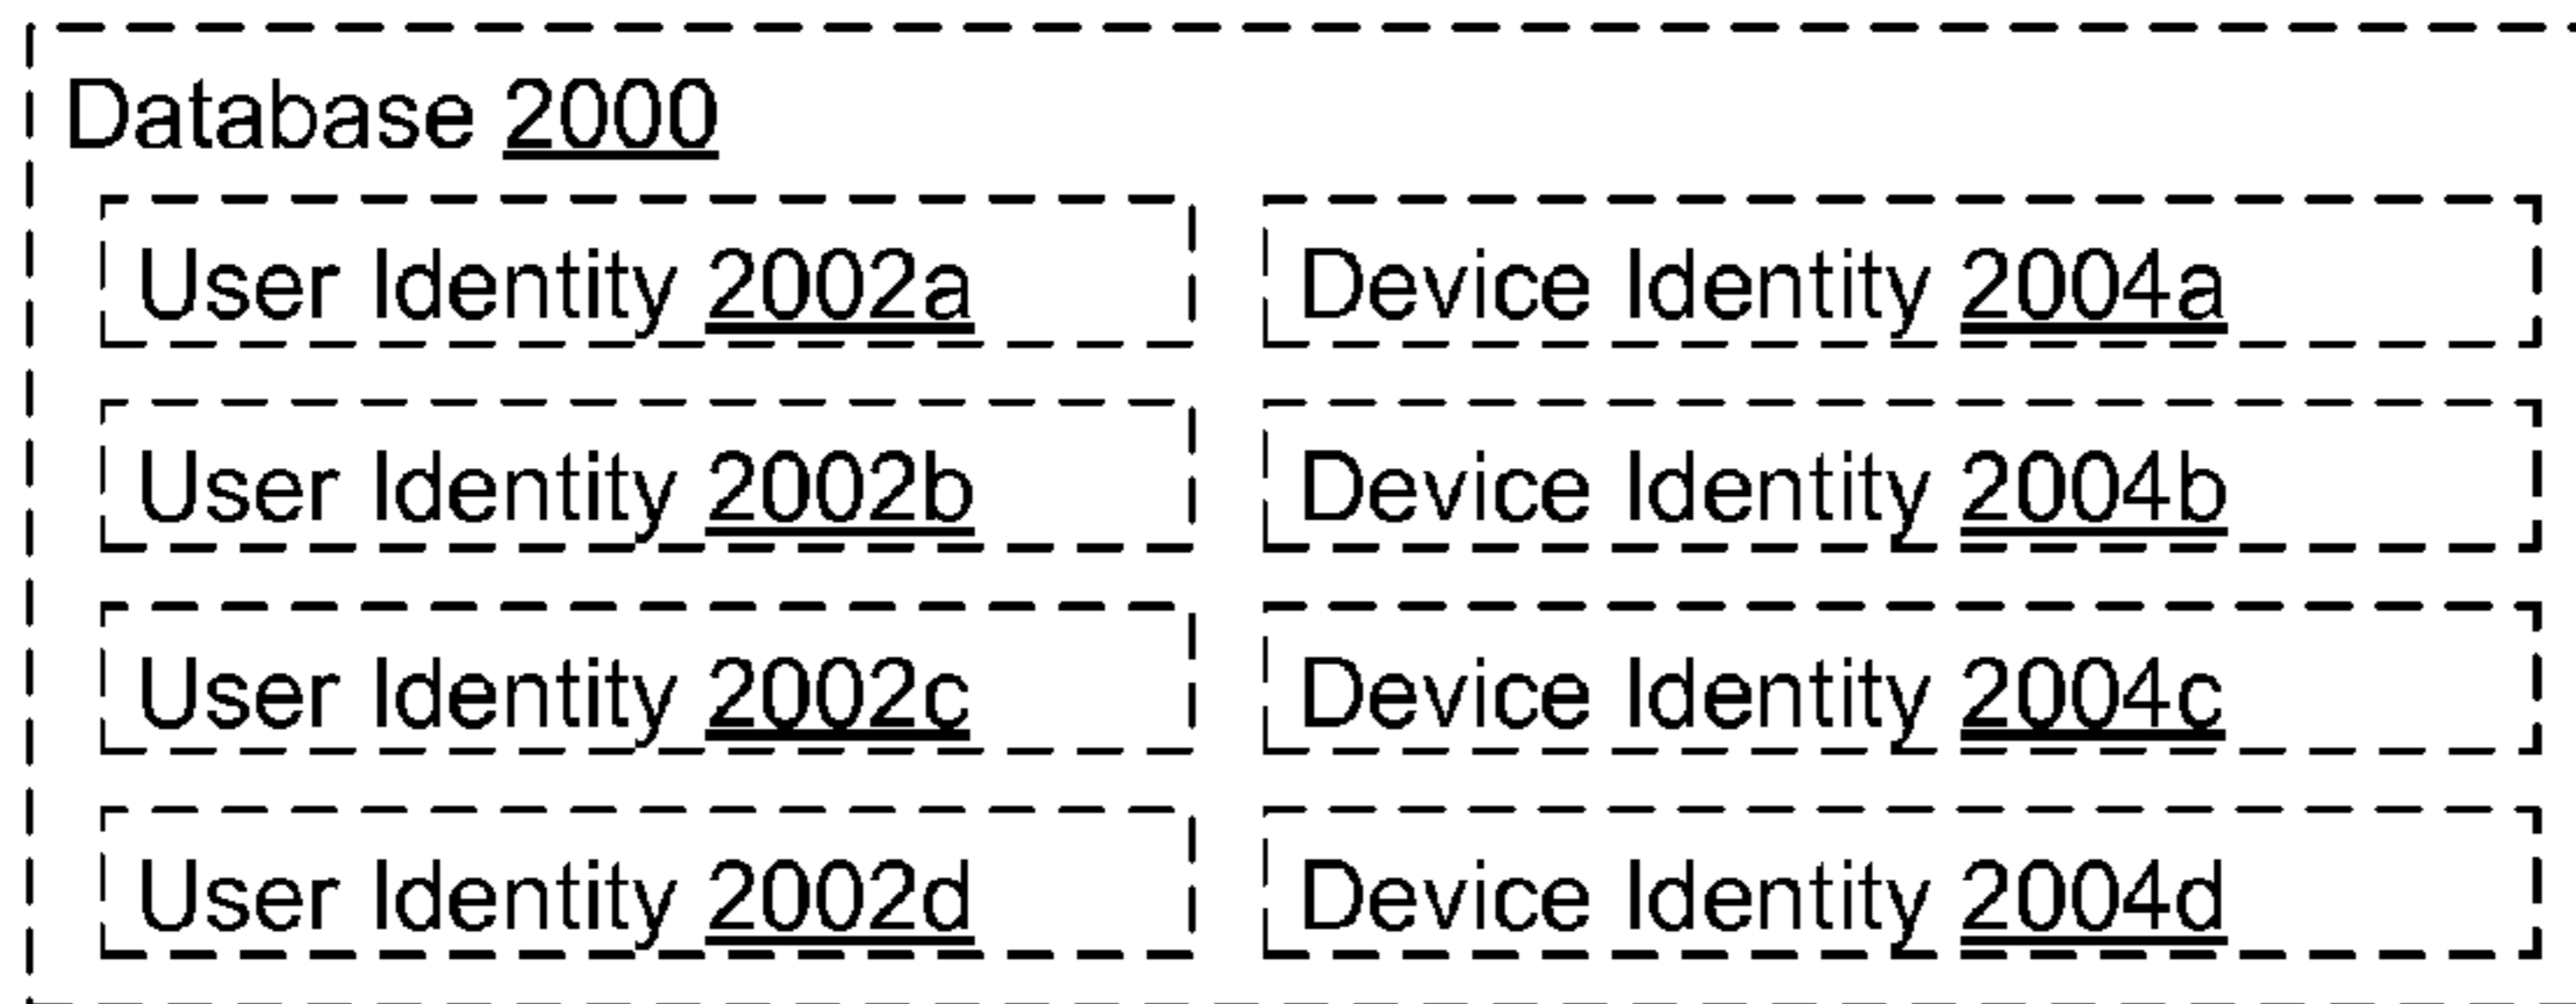 Database 2000
User Identity 2002a Device Identity 2004a
User Identity 2002b Device Identity 2004b
User Identity 2002c Device Identity 2004c
User Identity 2002d Device Identity 2004d